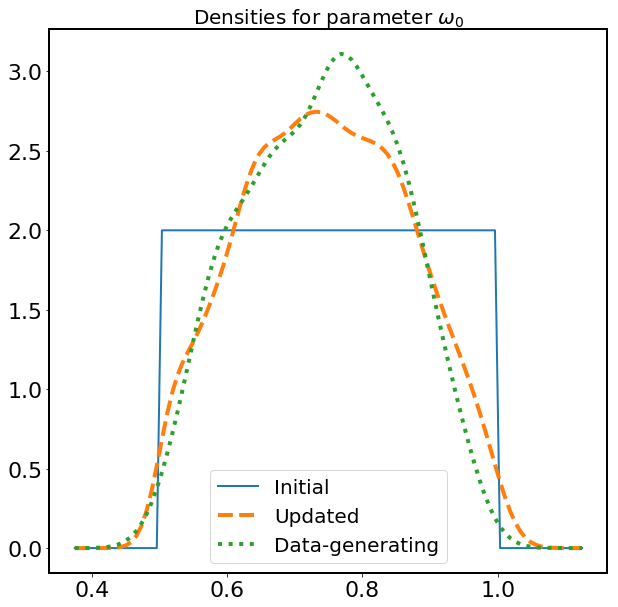 Densities for parameter ω₀
3.0
2.5
2.0
1.5
1.0
0.5
0.0
Initial
Updated
Data-generating
0.4 0.6 0.8 1.0